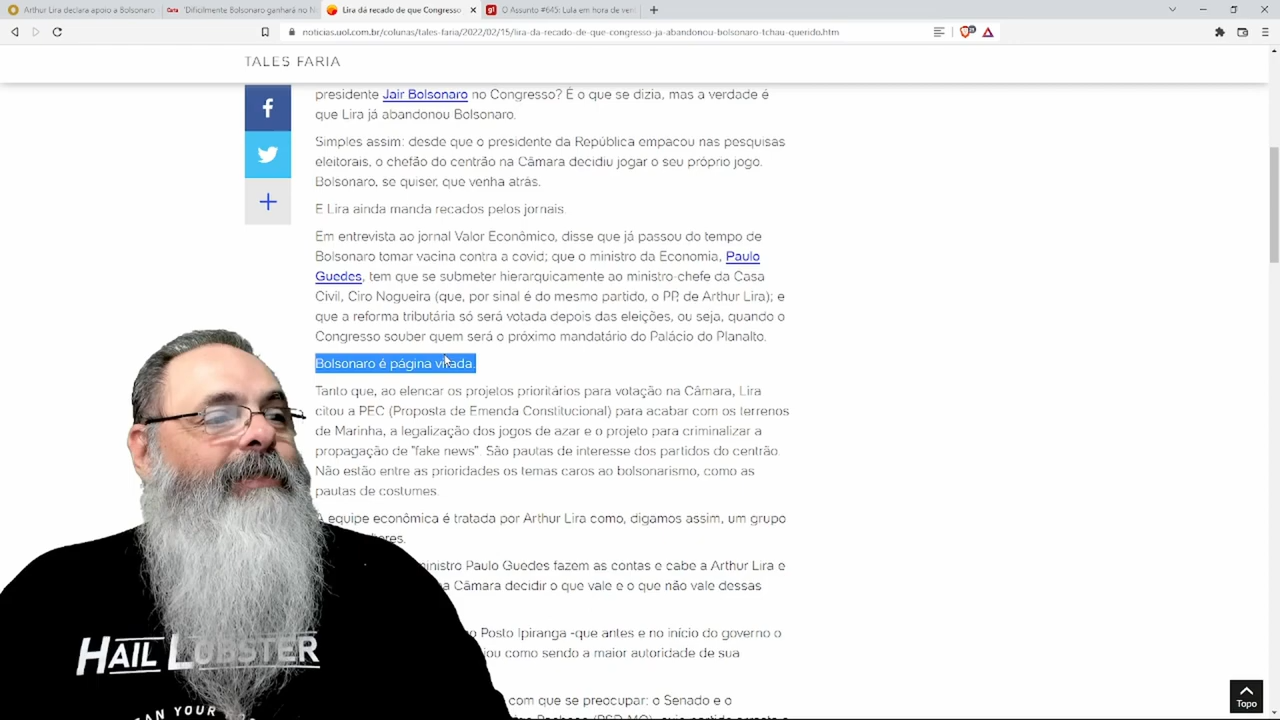 Arthur Lira declara apoio a Bolsonaro
Carta 'Dificilmente Bolsonaro ganhará no N
Lira dá recado de que Congresso
g1 O Assunto #645: Lula em hora de ver
noticias.uol.com.br/colunas/tales-faria/2022/02/15/lira-da-recado-de-que-congresso-ja-abandonou-bolsonaro-tchau-querido.htm
TALES FARIA
presidente Jair Bolsonaro no Congresso? É o que se dizia, mas a verdade é
que Lira já abandonou Bolsonaro.
Simples assim: desde que o presidente da República empacou nas pesquisas
eleitorais, o chefão do centrão na Câmara decidiu jogar o seu próprio jogo.
Bolsonaro, se quiser, que venha atrás.
E Lira ainda manda recados pelos jornais.
Em entrevista ao jornal Valor Econômico, disse que já passou do tempo de
Bolsonaro tomar vacina contra a covid; que o ministro da Economia, Paulo
Guedes, tem que se submeter hierarquicamente ao ministro-chefe da Casa
Civil, Ciro Nogueira (que, por sinal é do mesmo partido, o PP, de Arthur Lira); e
que a reforma tributária só será votada depois das eleições, ou seja, quando o
Congresso souber quem será o próximo mandatário do Palácio do Planalto.
Bolsonaro é página virada.
Tanto que, ao elencar os projetos prioritários para votação na Câmara, Lira
citou a PEC (Proposta de Emenda Constitucional) para acabar com os terrenos
de Marinha, a legalização dos jogos de azar e o projeto para criminalizar a
propagação de "fake news". São pautas de interesse dos partidos do centrão.
Não estão entre as prioridades os temas caros ao bolsonarismo, como as
pautas de costumes.
A equipe econômica é tratada por Arthur Lira como, digamos assim, um grupo
ministro Paulo Guedes fazem as contas e cabe a Arthur Lira e
Câmara decidir o que vale e o que não vale dessas
Posto Ipiranga -que antes e no início do governo o
como sendo a maior autoridade de sua
com que se preocupar: o Senado e o
HAIL LOBSTER
YOUR
Topo